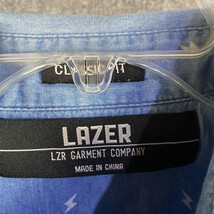 CLASSIC FIT
LAZER
LZR GARMENT COMPANY
MADE IN CHINA